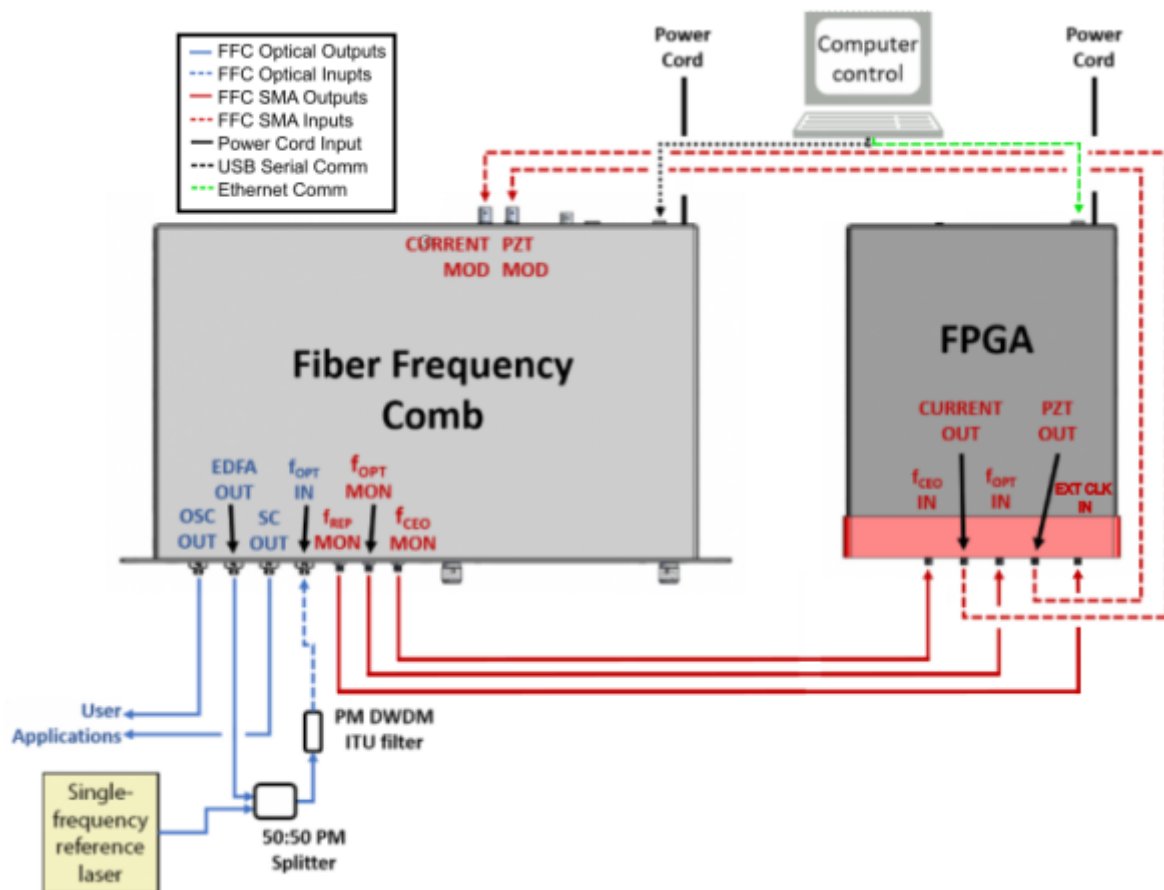 FFC Optical Outputs
FFC Optical Inupts
FFC SMA Outputs
FFC SMA Inputs
Power Cord Input
USB Serial Comm
Ethernet Comm
Power
Cord
Computer
control
Power
Cord
CURRENT
MOD
PZT
MOD
Fiber Frequency
Comb
FPGA
EDFA
OUT
fOPT
IN
fOPT
MON
OSC
OUT
SC
OUT
fREP
MON
fCEO
MON
CURRENT
OUT
PZT
OUT
fCEO
IN
fOPT
IN
EXT CLK
IN
User
Applications
PM DWDM
ITU filter
Single-
frequency
reference
laser
50:50 PM
Splitter